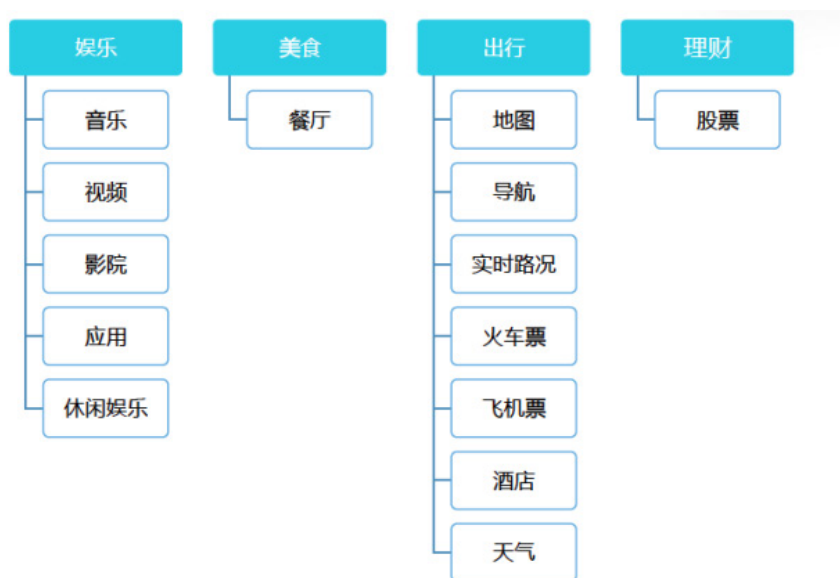 娱乐
音乐
视频
影院
应用
休闲娱乐
美食
餐厅
出行
地图
导航
实时路况
火车票
飞机票
酒店
天气
理财
股票